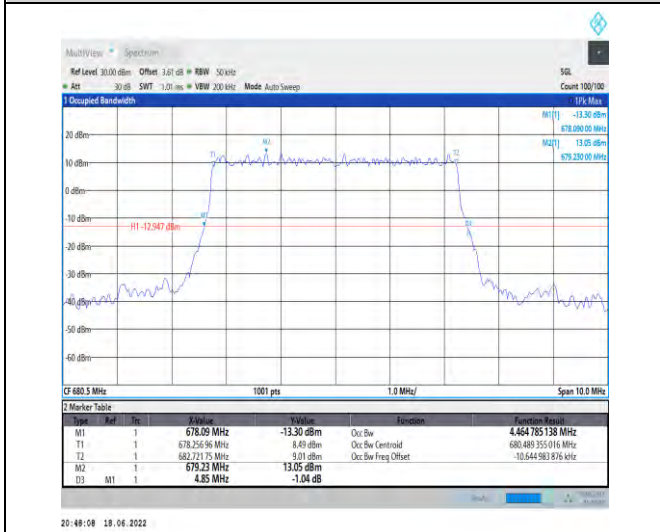 MultiView Spectrum
Ref Level 30.00 dBm Offset 3.61 dB RBW 50 kHz SGL
Att 30 dB SWT 1.01 ms VBW 200 kHz Mode Auto Sweep Count 100/100
1 Occupied Bandwidth 1Pk Max
M1[1] -13.30 dBm
678.090 00 MHz
M2[1] 13.05 dBm
679.230 00 MHz
20 dBm
M2
T1 T2
10 dBm
0 dBm
-10 dBm
M1
D3
H1 -12.947 dBm
-20 dBm
-30 dBm
-40 dBm
-50 dBm
-60 dBm
CF 680.5 MHz 1001 pts 1.0 MHz/ Span 10.0 MHz
2 Marker Table
Type Ref Trc X-Value Y-Value Function Function Result
M1 1 678.09 MHz -13.30 dBm Occ Bw 4.464 785 138 MHz
T1 1 678.256 96 MHz 8.49 dBm Occ Bw Centroid 680.489 355 016 MHz
T2 1 682.721 75 MHz 9.01 dBm Occ Bw Freq Offset -10.644 983 876 kHz
M2 1 679.23 MHz 13.05 dBm
D3 M1 1 4.85 MHz -1.04 dB
20:48:08 18.06.2022